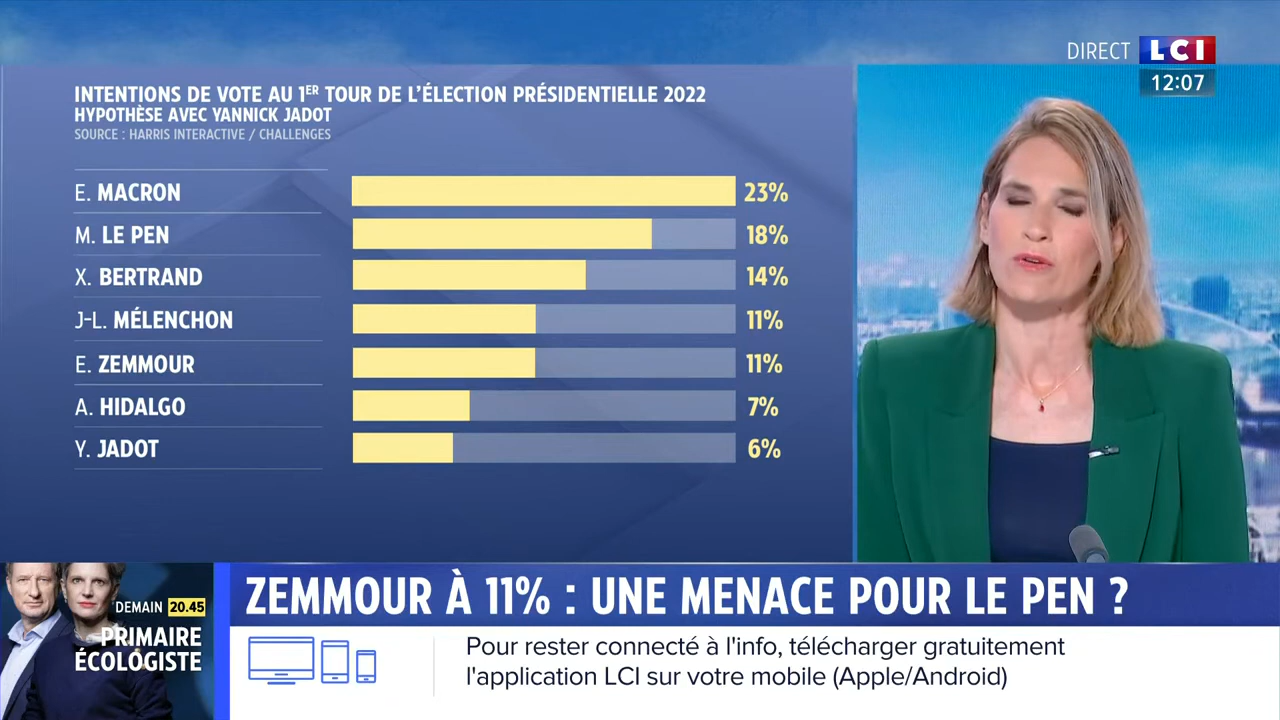 DIRECT LCI
12:07
INTENTIONS DE VOTE AU 1ER TOUR DE L'ÉLECTION PRÉSIDENTIELLE 2022
HYPOTHÈSE AVEC YANNICK JADOT
SOURCE : HARRIS INTERACTIVE / CHALLENGES
E. MACRON 23%
M. LE PEN 18%
X. BERTRAND 14%
J-L. MÉLENCHON 11%
E. ZEMMOUR 11%
A. HIDALGO 7%
Y. JADOT 6%
DEMAIN 20.45
PRIMAIRE
ÉCOLOGISTE
ZEMMOUR À 11% : UNE MENACE POUR LE PEN ?
Pour rester connecté à l'info, télécharger gratuitement
l'application LCI sur votre mobile (Apple/Android)